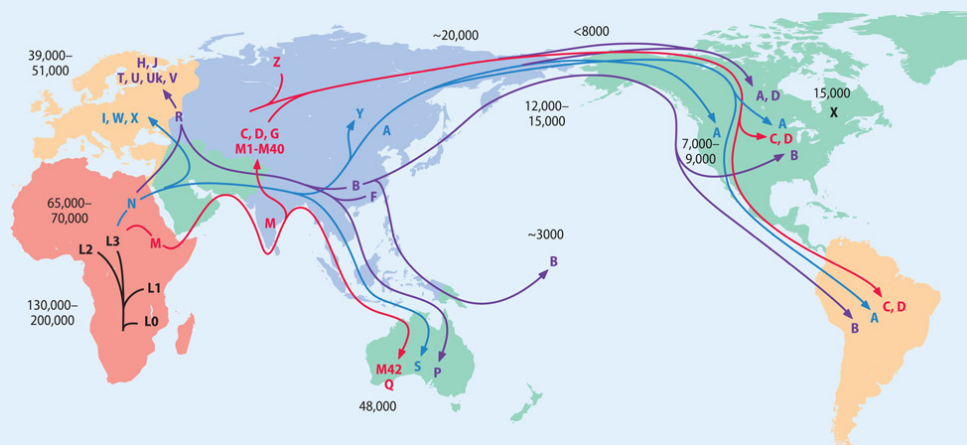 ~20,000
<8000
39,000–
51,000
H, J
T, U, Uk, V
Z
A, D
15,000
X
I, W, X
R
Y
A
12,000–
15,000
C, D, G
M1-M40
A
A
C, D
7,000–
9,000
B
B
F
65,000–
70,000
N
M
M
L3
L2
~3000
B
L1
130,000–
200,000
L0
C, D
A
B
M42
Q
S
P
48,000